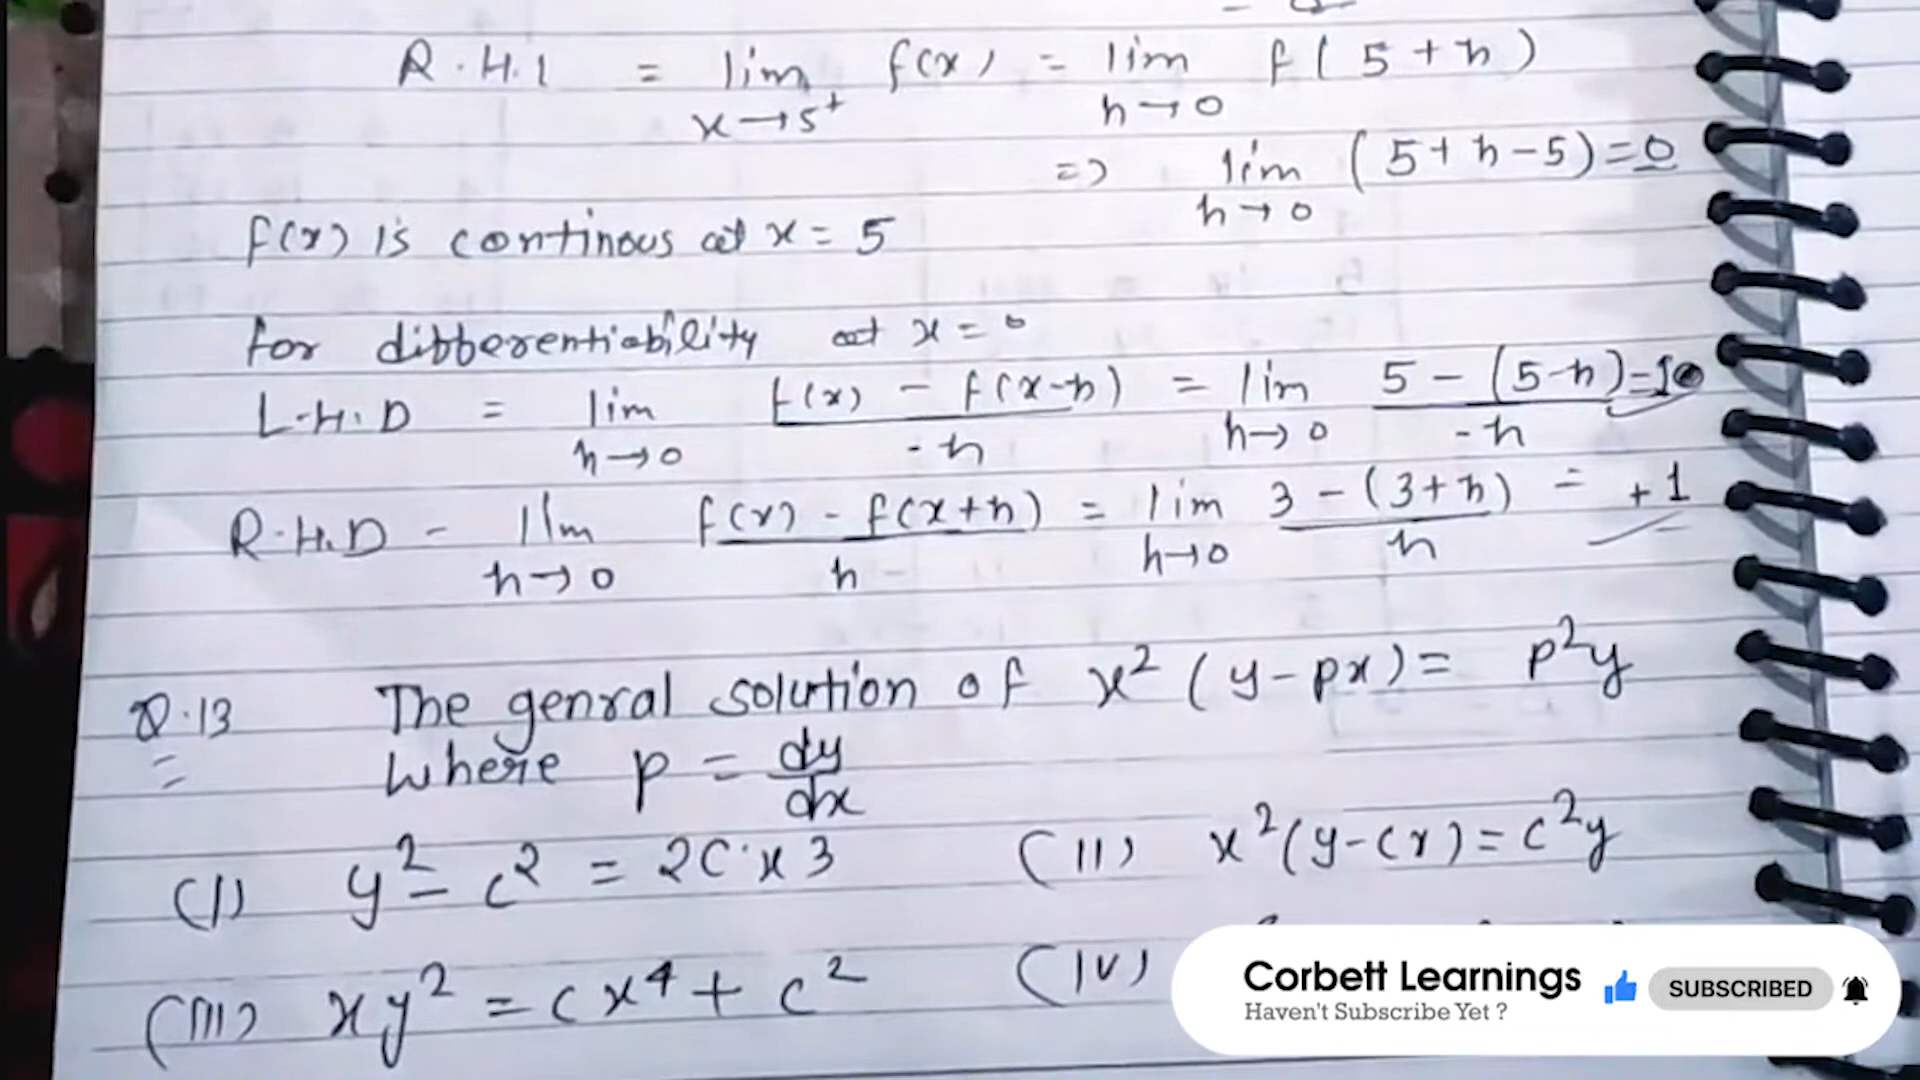 R.H.L = lim f(x) = lim f(5+h)
x→5⁺ h→0
=> lim (5+h-5)=0
h→0
f(x) is continous at x = 5
for differentiability at x = 0
L.H.D = lim f(x) - f(x-h) = lim 5 - (5-h)
h→0 -h h→0 -h
R.H.D - lim f(x) - f(x+h) = lim 3 - (3+h) = +1
h→0 h h→0 h
Q.13 The genral solution of x² (y-px) = p²y
where p = dy
dx
(I) y² - c² = 2c x3 (II) x²(y-cx) = c²y
(III) xy² = cx⁴ + c² (IV)
Corbett Learnings
Haven't Subscribe Yet ?
SUBSCRIBED